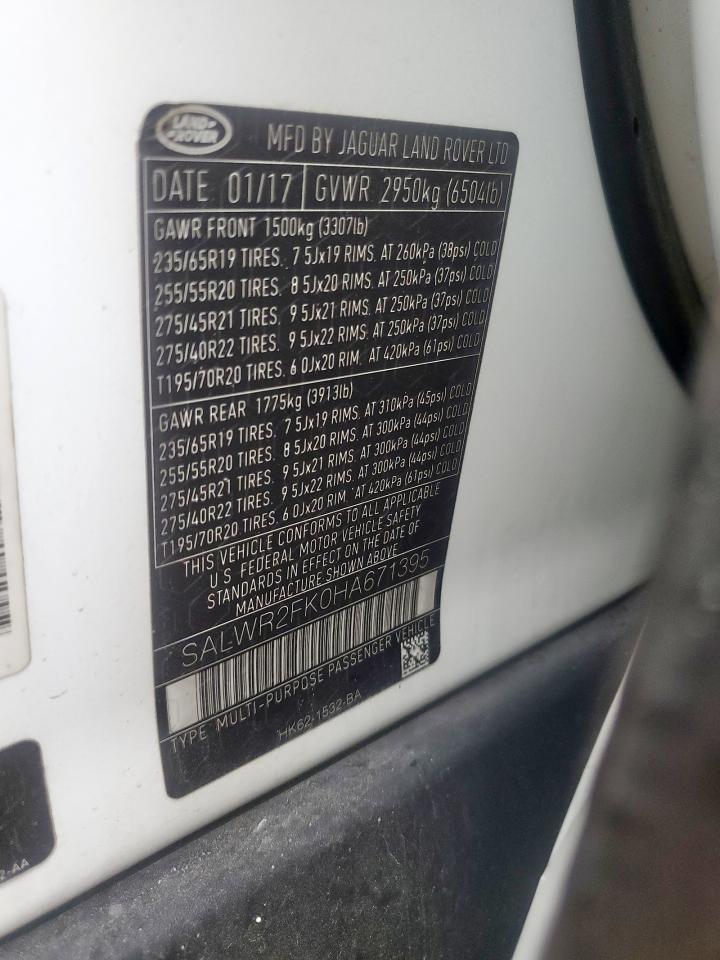 LAND-
-ROVER
MFD BY JAGUAR LAND ROVER LTD
DATE 01/17 GVWR 2950kg (6504lb)
GAWR FRONT 1500kg (3307lb)
235/65R19 TIRES. 7 5Jx19 RIMS. AT 260kPa (38psi) COLD
255/55R20 TIRES. 8 5Jx20 RIMS. AT 250kPa (37psi) COLD
275/45R21 TIRES. 9 5Jx21 RIMS. AT 250kPa (37psi) COLD
275/40R22 TIRES. 9 5Jx22 RIMS. AT 250kPa (37psi) COLD
T195/70R20 TIRES. 6 0Jx20 RIM. AT 420kPa (61psi) COLD
GAWR REAR 1775kg (3913lb)
235/65R19 TIRES. 7 5Jx19 RIMS. AT 310kPa (45psi) COLD
255/55R20 TIRES. 8 5Jx20 RIMS. AT 300kPa (44psi) COLD
275/45R21 TIRES. 9 5Jx21 RIMS. AT 300kPa (44psi) COLD
275/40R22 TIRES. 9 5Jx22 RIMS. AT 300kPa (44psi) COLD
T195/70R20 TIRES. 6 0Jx20 RIM. AT 420kPa (61psi) COLD
THIS VEHICLE CONFORMS TO ALL APPLICABLE
U.S. FEDERAL MOTOR VEHICLE SAFETY
STANDARDS IN EFFECT ON THE DATE OF
MANUFACTURE SHOWN ABOVE
SALWR2FK0HA671395
TYPE MULTI-PURPOSE PASSENGER VEHICLE
HK62-1532-BA
2-AA